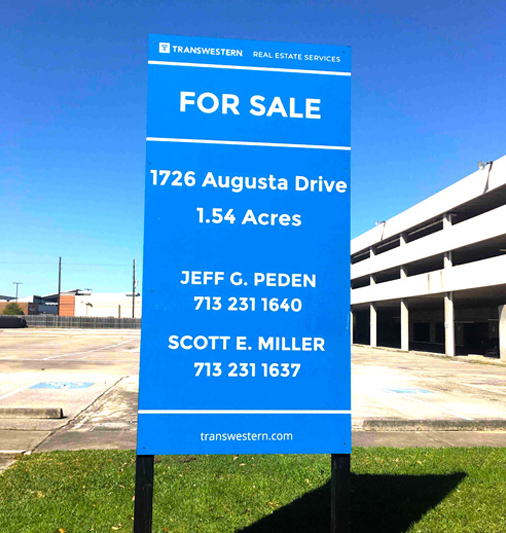 TRANSWESTERN REAL ESTATE SERVICES
FOR SALE
1726 Augusta Drive
1.54 Acres
JEFF G. PEDEN
713 231 1640
SCOTT E. MILLER
713 231 1637
transwestern.com